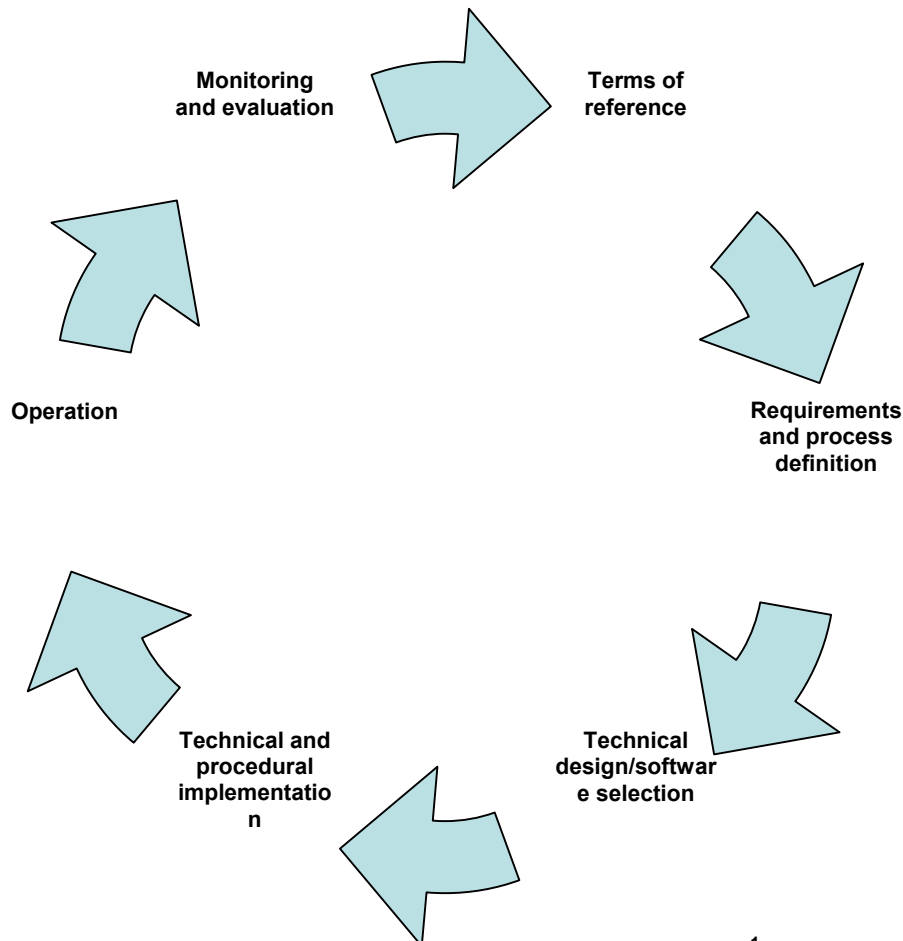 Monitoring
and evaluation
Terms of
reference
Requirements
and process
definition
Technical
design/softwar
e selection
Technical and
procedural
implementatio
n
Operation